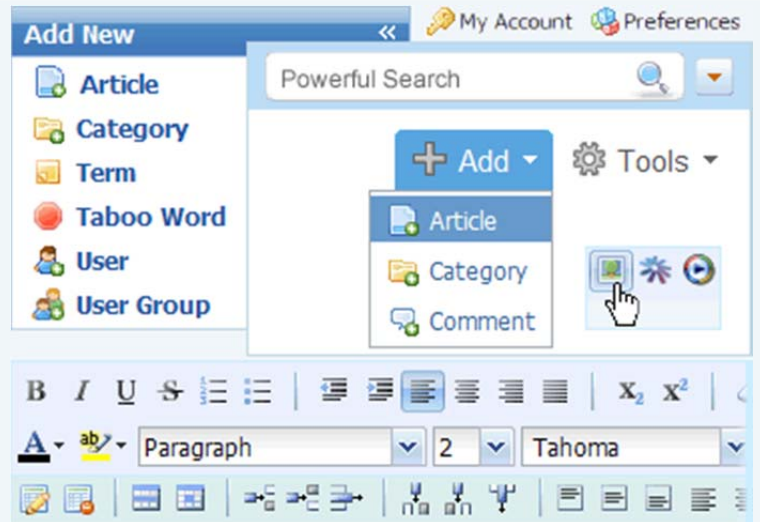 Add New «
My Account Preferences
Article
Category
Term
Taboo Word
User
User Group
Powerful Search
Add Tools
Article
Category
Comment
B I U S X₂ X²
A ab Paragraph 2 Tahoma